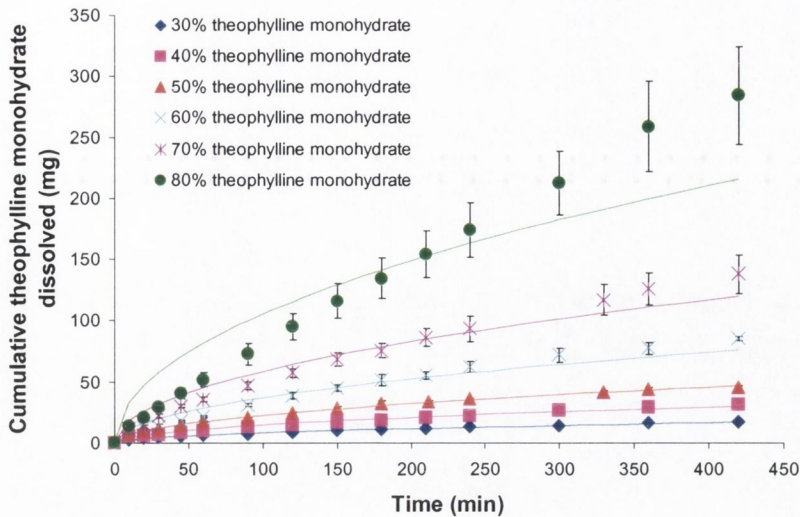 350
300
250
200
150
100
50
0
Cumulative theophylline monohydrate
dissolved (mg)
30% theophylline monohydrate
40% theophylline monohydrate
50% theophylline monohydrate
60% theophylline monohydrate
70% theophylline monohydrate
80% theophylline monohydrate
0 50 100 150 200 250 300 350 400 450
Time (min)